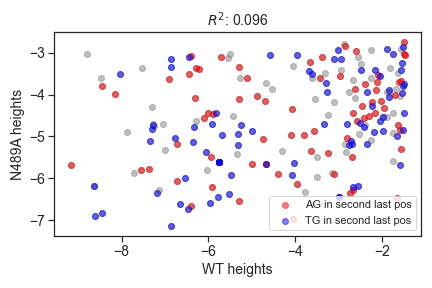 R²: 0.096
N489A heights
−3
−4
−5
−6
−7
AG in second last pos
TG in second last pos
−8
−6
−4
−2
WT heights